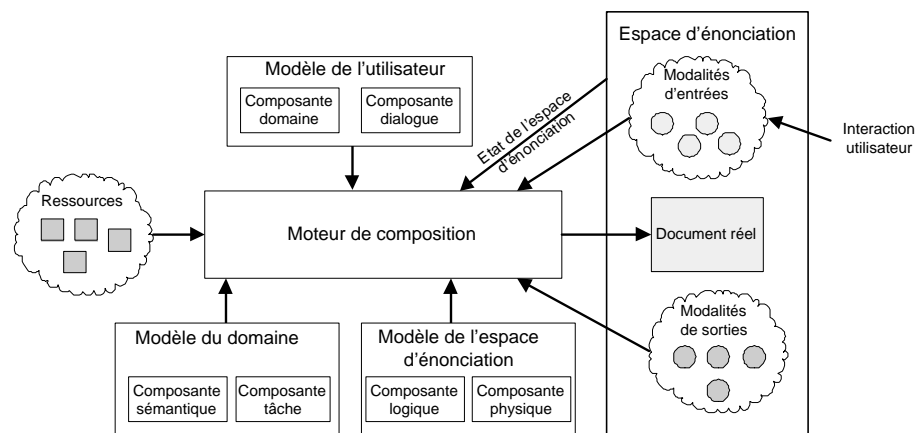 Espace d'énonciation
Modèle de l'utilisateur
Composante
domaine
Composante
dialogue
Etat de l'espace
d'énonciation
Modalités
d'entrées
Interaction
utilisateur
Ressources
Moteur de composition
Document réel
Modalités
de sorties
Modèle du domaine
Composante
sémantique
Composante
tâche
Modèle de l'espace
d'énonciation
Composante
logique
Composante
physique